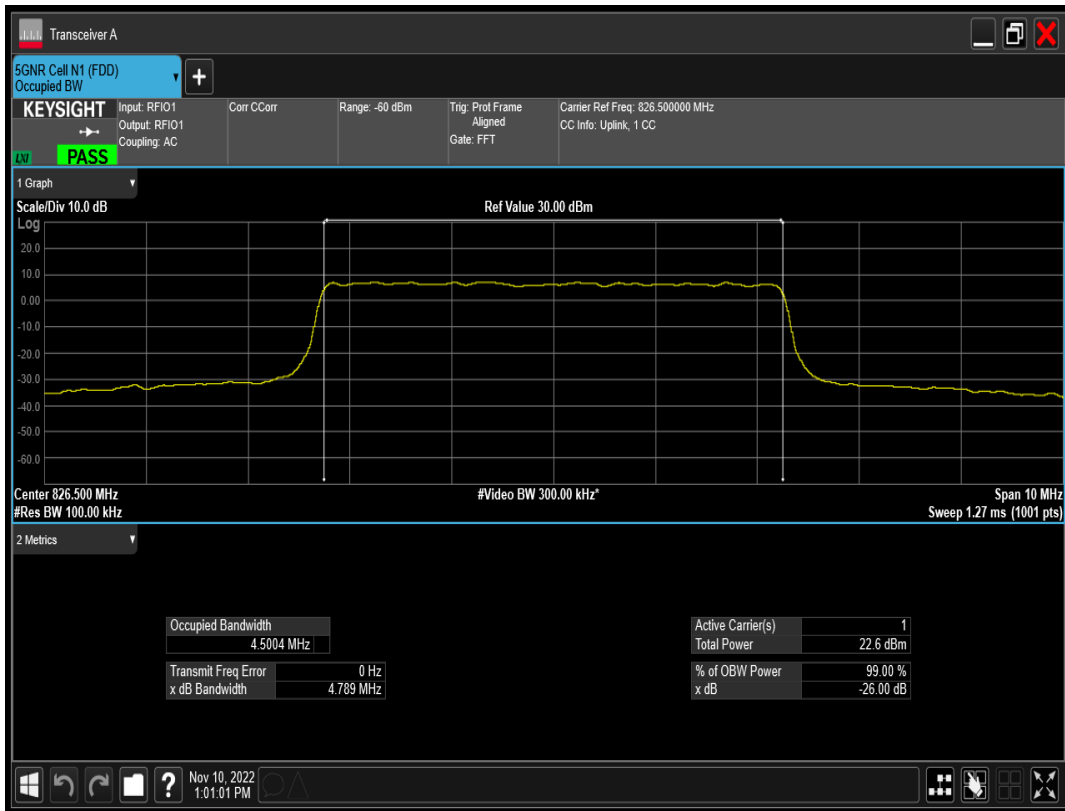 Transceiver A
5GNR Cell N1 (FDD)
Occupied BW
+
KEYSIGHT
LXI
PASS
Input: RFIO1
Output: RFIO1
Coupling: AC
Corr CCorr
Range: -60 dBm
Trig: Prot Frame
Aligned
Gate: FFT
Carrier Ref Freq: 826.500000 MHz
CC Info: Uplink, 1 CC
1 Graph
Scale/Div 10.0 dB
Ref Value 30.00 dBm
Log
20.0
10.0
0.00
-10.0
-20.0
-30.0
-40.0
-50.0
-60.0
Center 826.500 MHz
#Video BW 300.00 kHz*
Span 10 MHz
#Res BW 100.00 kHz
Sweep 1.27 ms (1001 pts)
2 Metrics
Occupied Bandwidth
4.5004 MHz
Transmit Freq Error 0 Hz
x dB Bandwidth 4.789 MHz
Active Carrier(s) 1
Total Power 22.6 dBm
% of OBW Power 99.00 %
x dB -26.00 dB
?
Nov 10, 2022
1:01:01 PM